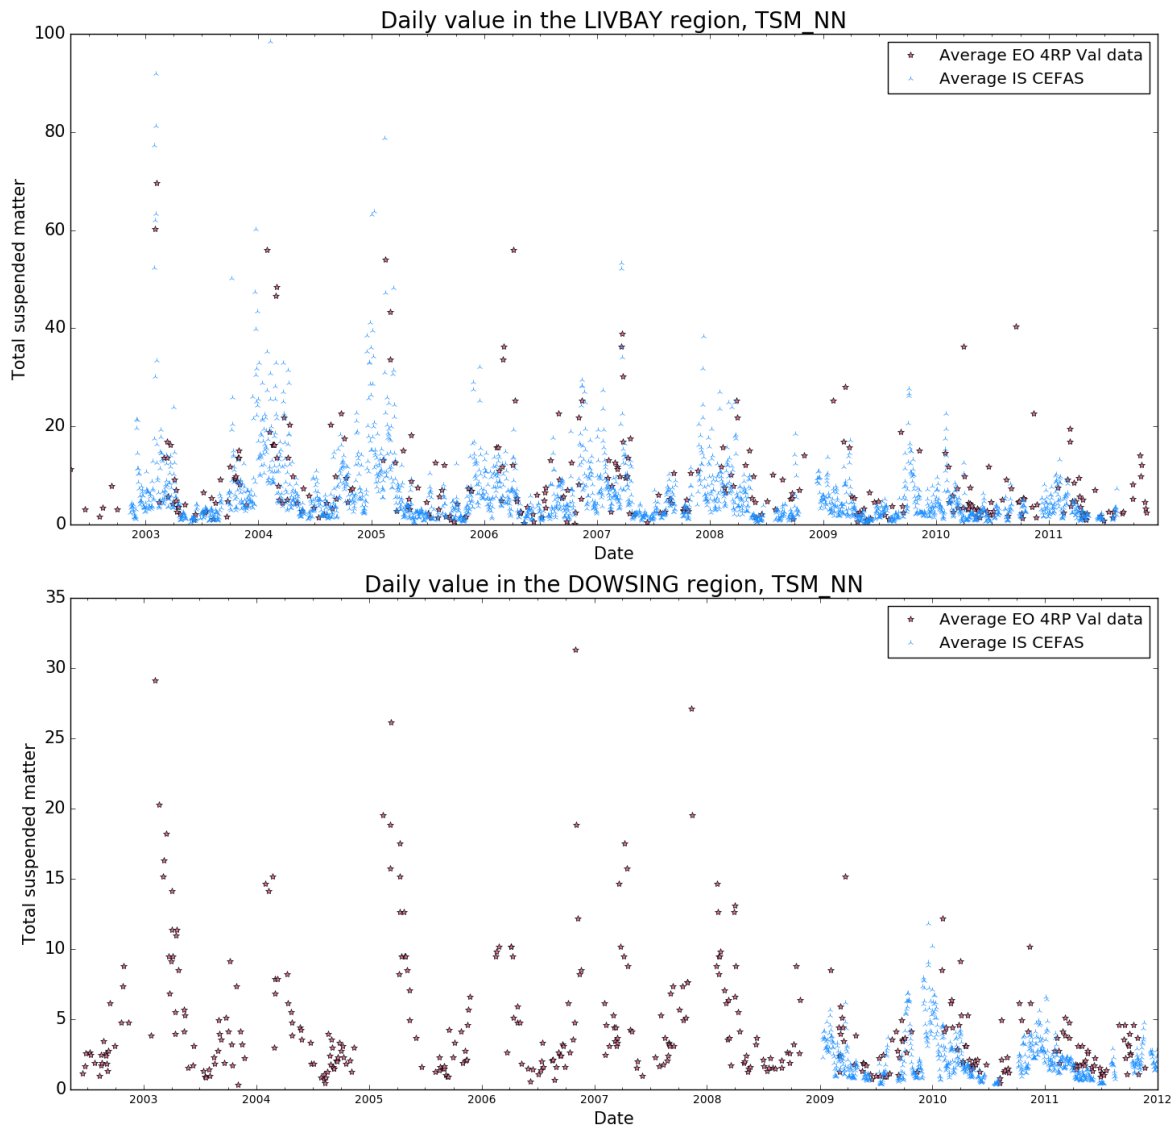 Daily value in the LIVBAY region, TSM_NN
100
80
60
40
20
0
Total suspended matter
Average EO 4RP Val data
Average IS CEFAS
2003 2004 2005 2006 2007 2008 2009 2010 2011
Date
Daily value in the DOWSING region, TSM_NN
35
30
25
20
15
10
5
0
Total suspended matter
Average EO 4RP Val data
Average IS CEFAS
2003 2004 2005 2006 2007 2008 2009 2010 2011 2012
Date